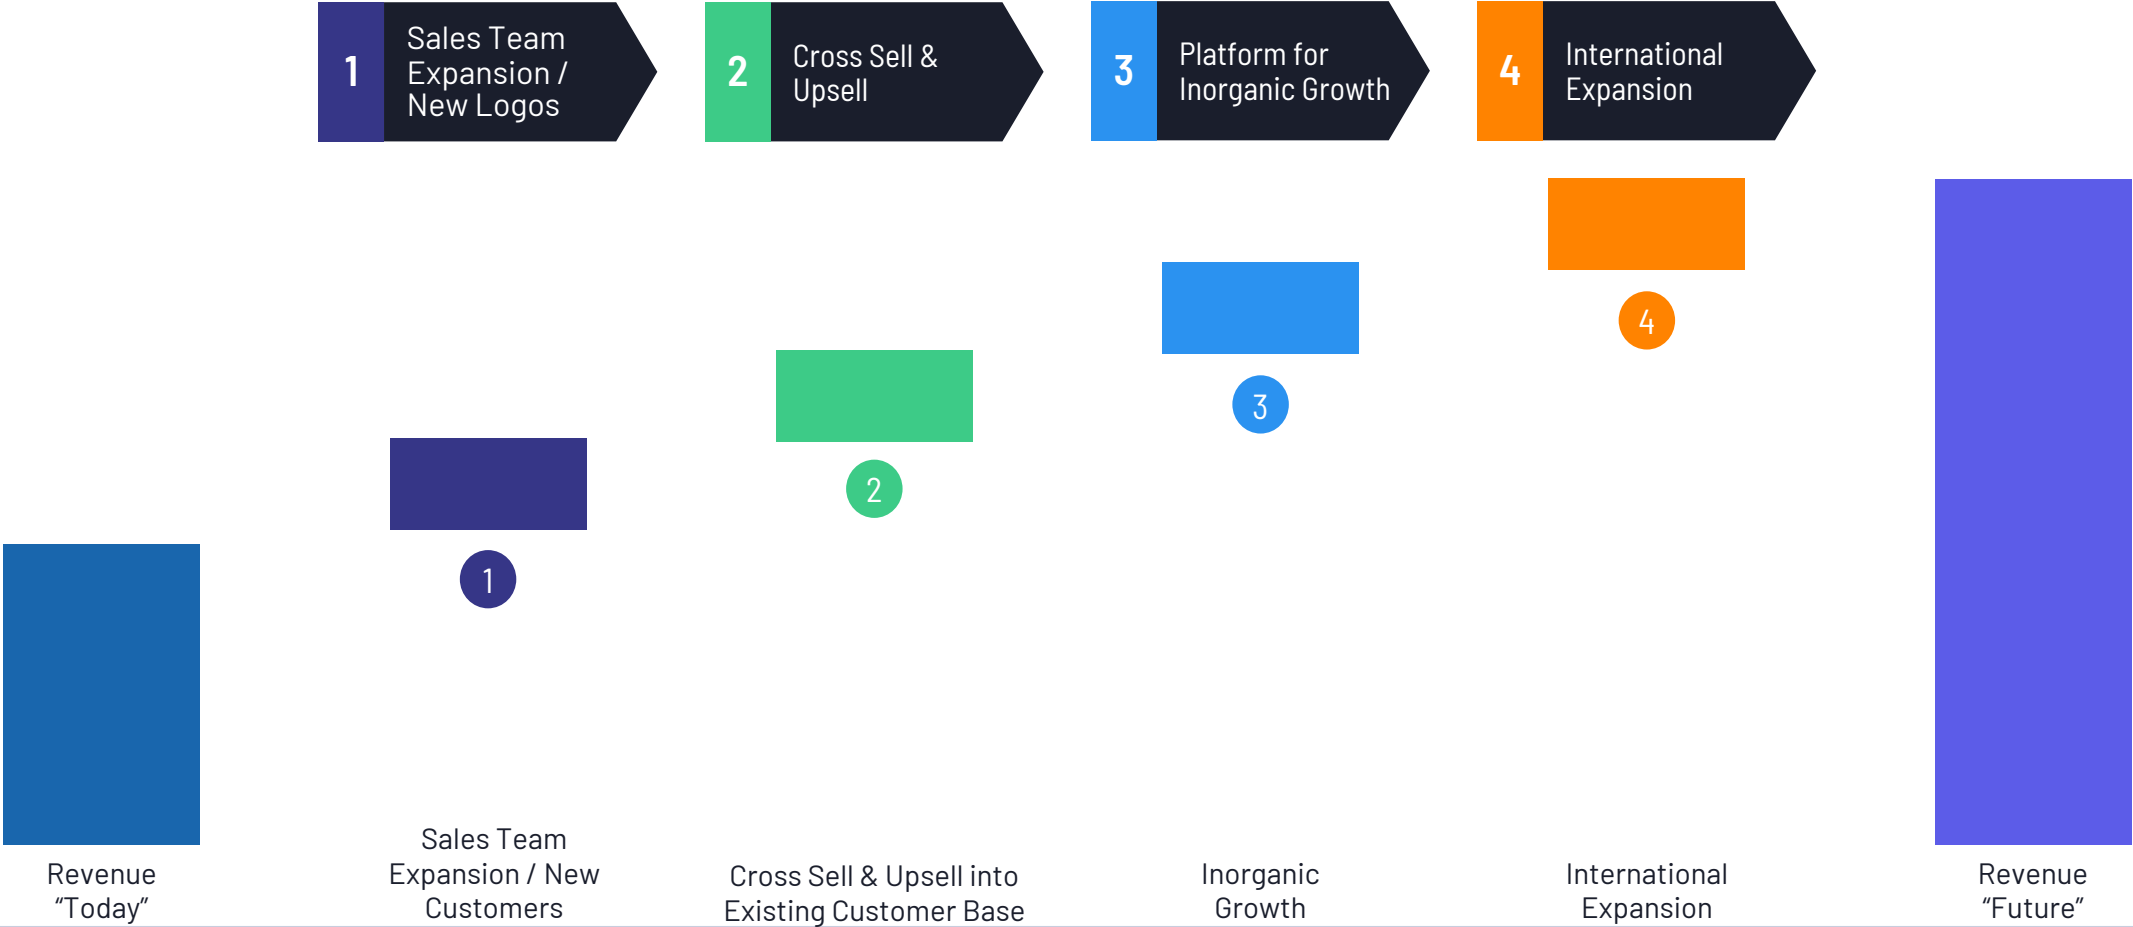 1
Sales Team
Expansion /
New Logos
2
Cross Sell &
Upsell
3
Platform for
Inorganic Growth
4
International
Expansion
4
3
2
1
Revenue
“Today”
Sales Team
Expansion / New
Customers
Cross Sell & Upsell into
Existing Customer Base
Inorganic
Growth
International
Expansion
Revenue
“Future”